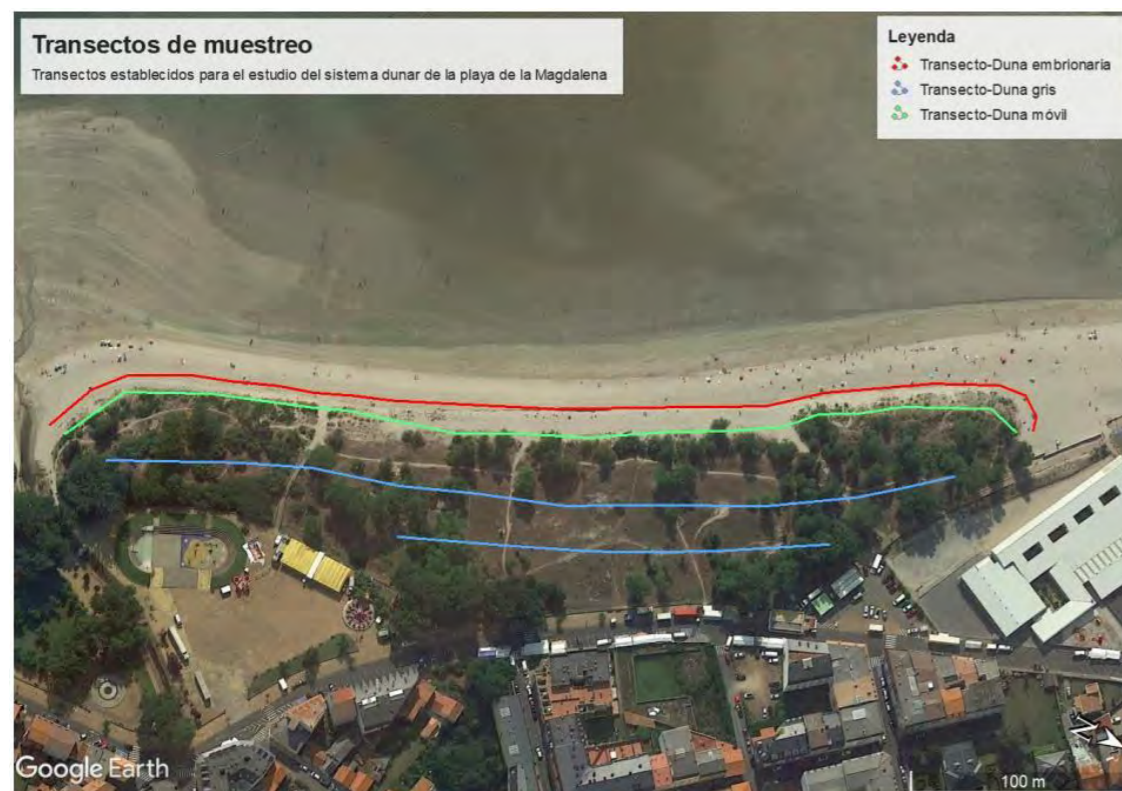 Transectos de muestreo
Transectos establecidos para el estudio del sistema dunar de la playa de la Magdalena
Leyenda
Transecto-Duna embrionaria
Transecto-Duna gris
Transecto-Duna móvil
Google Earth
N
100 m